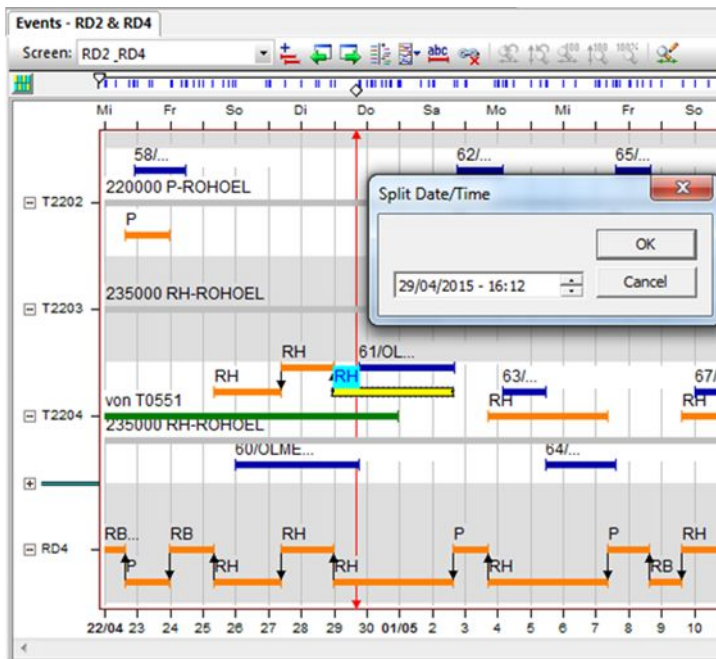 Events - RD2 & RD4
Screen: RD2_RD4
abc
100
100
100%
Mi Fr So Di Do Sa Mo Mi Fr So
58/... 62/... 65/...
220000 P-ROHOEL
T2202
P
Split Date/Time
OK
29/04/2015 - 16:12
Cancel
235000 RH-ROHOEL
T2203
RH 61/OL...
RH RH 63/... 67/
von T0551 RH RH
T2204
235000 RH-ROHOEL
60/OLME... 64/...
RB... RB RH P P RH
RD4
P RH RH RH RB
22/04 23 24 25 26 27 28 29 30 01/05 2 3 4 5 6 7 8 9 10